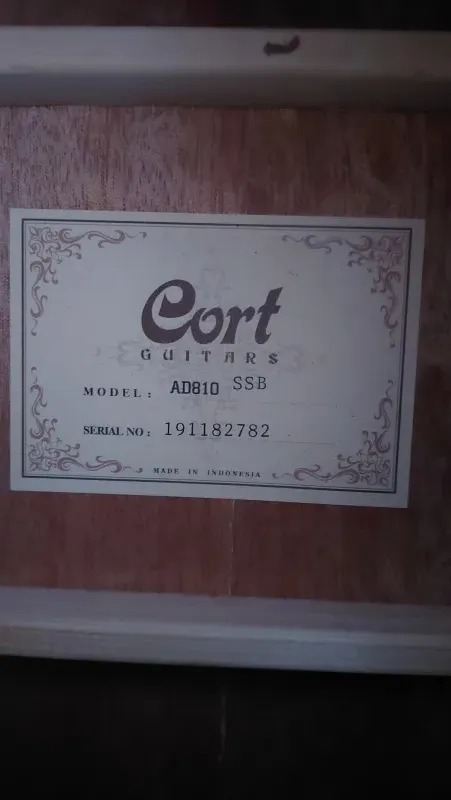 Cort
GUITARS
MODEL: AD810 SSB
SERIAL NO: 191182782
MADE IN INDONESIA